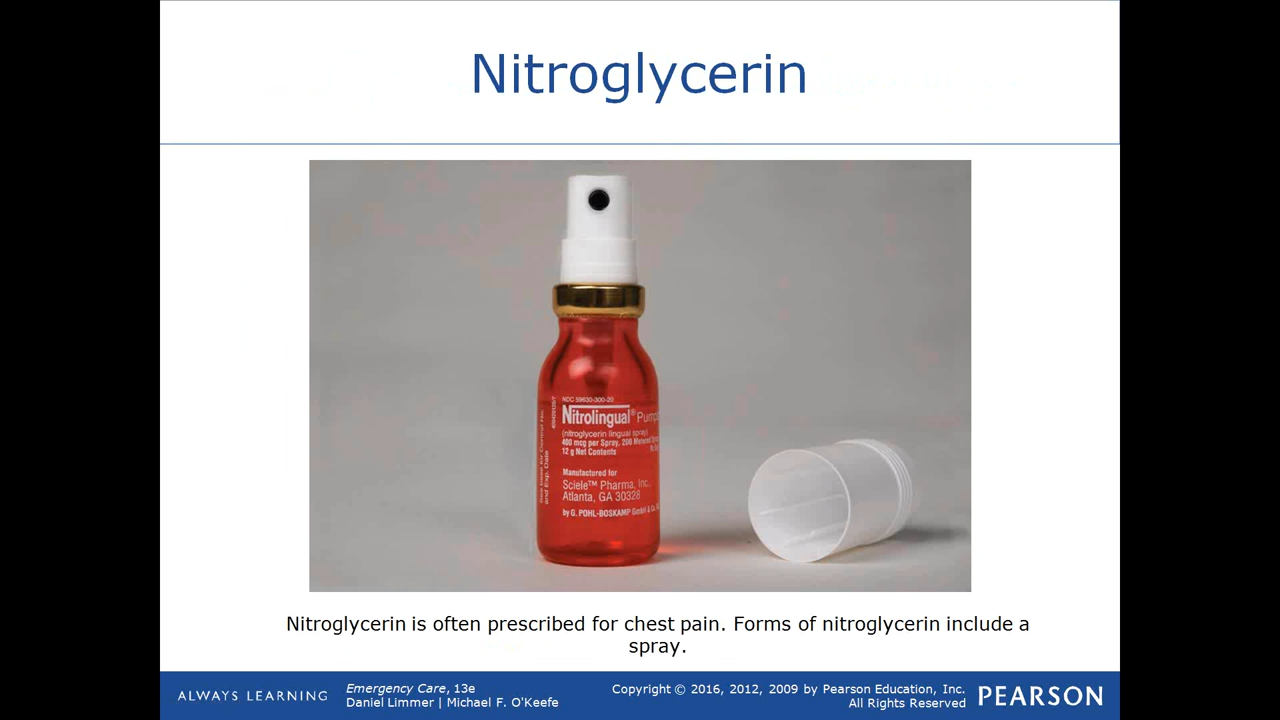 Nitroglycerin
NDC 59630-300-20
Nitrolingual® Pump
(nitroglycerin lingual spray)
400 mcg per Spray, 200 Metered
12 g Net Contents
Manufactured for
Sciele™ Pharma, Inc.
Atlanta, GA 30328
by G. POHL-BOSKAMP GmbH & Co.
and Exp. Date
Nitroglycerin is often prescribed for chest pain. Forms of nitroglycerin include a
spray.
ALWAYS LEARNING
Emergency Care, 13e
Daniel Limmer | Michael F. O'Keefe
Copyright © 2016, 2012, 2009 by Pearson Education, Inc.
All Rights Reserved
PEARSON